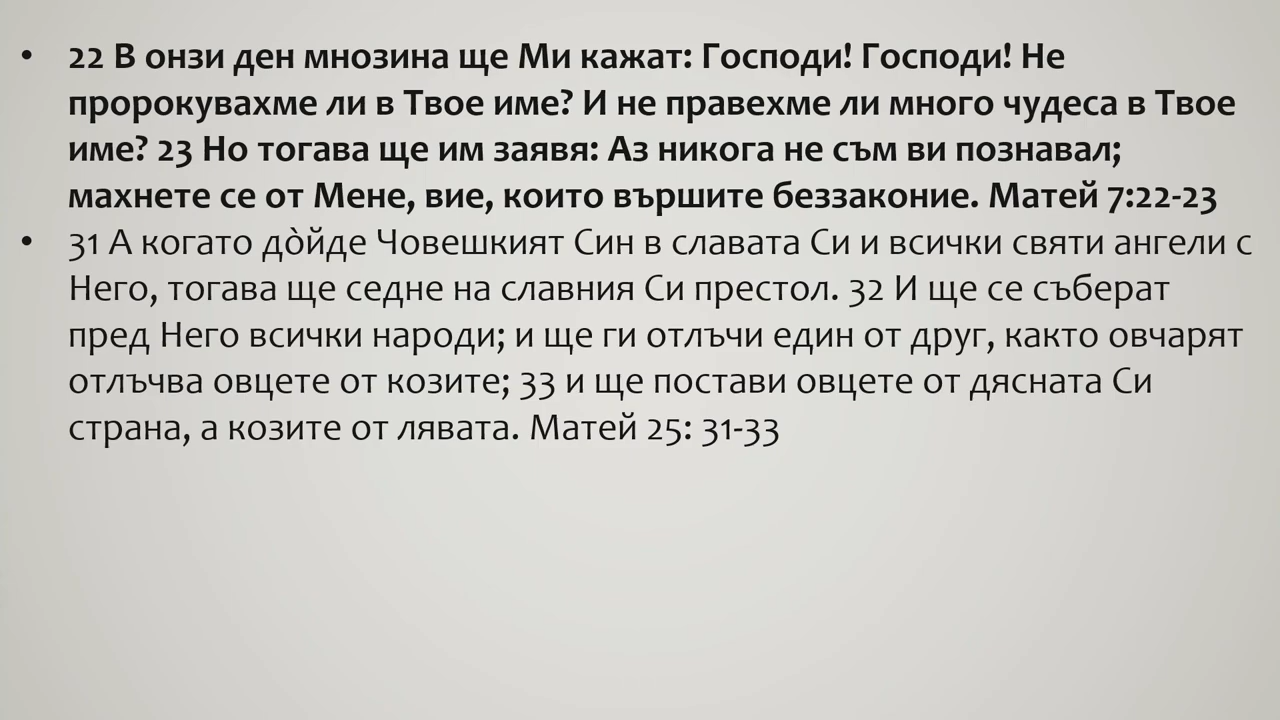 • 22 В онзи ден мнозина ще Ми кажат: Господи! Господи! Не
пророкувахме ли в Твое име? И не правехме ли много чудеса в Твое
име? 23 Но тогава ще им заявя: Аз никога не съм ви познавал;
махнете се от Мене, вие, които вършите беззаконие. Матей 7:22-23
• 31 А когато дòйде Човешкият Син в славата Си и всички святи ангели с
Него, тогава ще седне на славния Си престол. 32 И ще се съберат
пред Него всички народи; и ще ги отлъчи един от друг, както овчарят
отлъчва овцете от козите; 33 и ще постави овцете от дясната Си
страна, а козите от лявата. Матей 25: 31-33